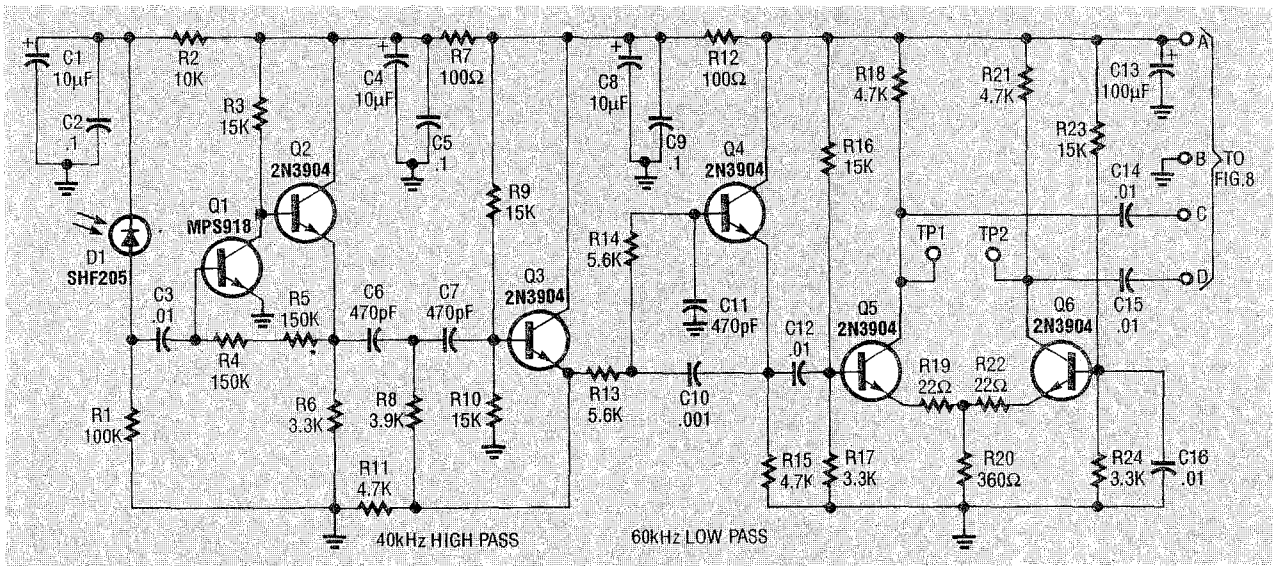 C1
10µF
C2
.1
R2
10K
R3
15K
Q1
MPS918
Q2
2N3904
D1
SHF205
C3
.01
R4
150K
R5
150K
R1
100K
R6
3.3K
C4
10µF
C5
.1
R7
100Ω
C6
470pF
C7
470pF
R8
3.9K
R9
15K
R10
15K
R11
4.7K
Q3
2N3904
40kHz HIGH PASS
C8
10µF
C9
.1
R12
100Ω
Q4
2N3904
R14
5.6K
R13
5.6K
C11
470pF
C10
.001
C12
.01
R15
4.7K
60kHz LOW PASS
R16
15K
R17
3.3K
R18
4.7K
TP1
TP2
R21
4.7K
Q5
2N3904
R19
22Ω
R22
22Ω
R20
360Ω
Q6
2N3904
R23
15K
R24
3.3K
C16
.01
C13
100µF
C14
.01
C15
.01
A
B
C
D
TO
FIG.8
+
+
+
+